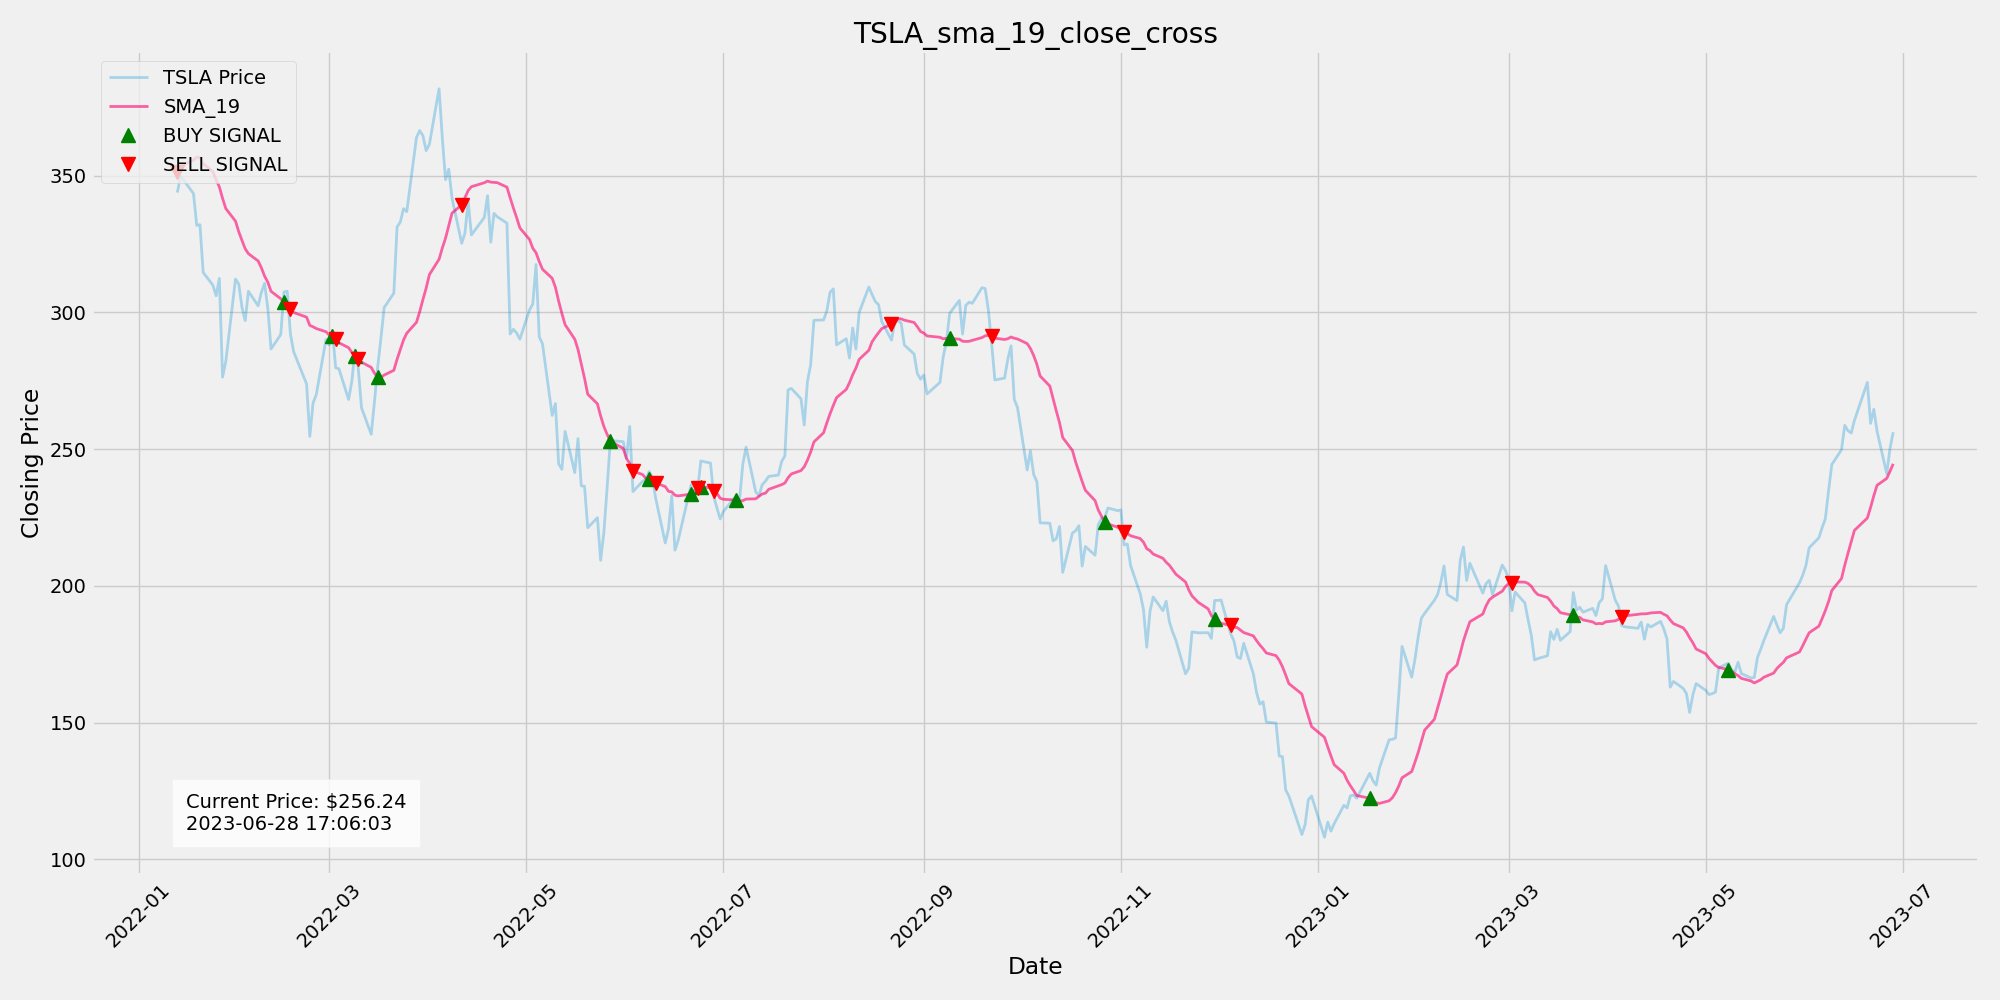 TSLA_sma_19_close_cross
TSLA Price
SMA_19
BUY SIGNAL
SELL SIGNAL
Closing Price
350
300
250
200
150
100
Current Price: $256.24
2023-06-28 17:06:03
2022-01
2022-03
2022-05
2022-07
2022-09
2022-11
2023-01
2023-03
2023-05
2023-07
Date